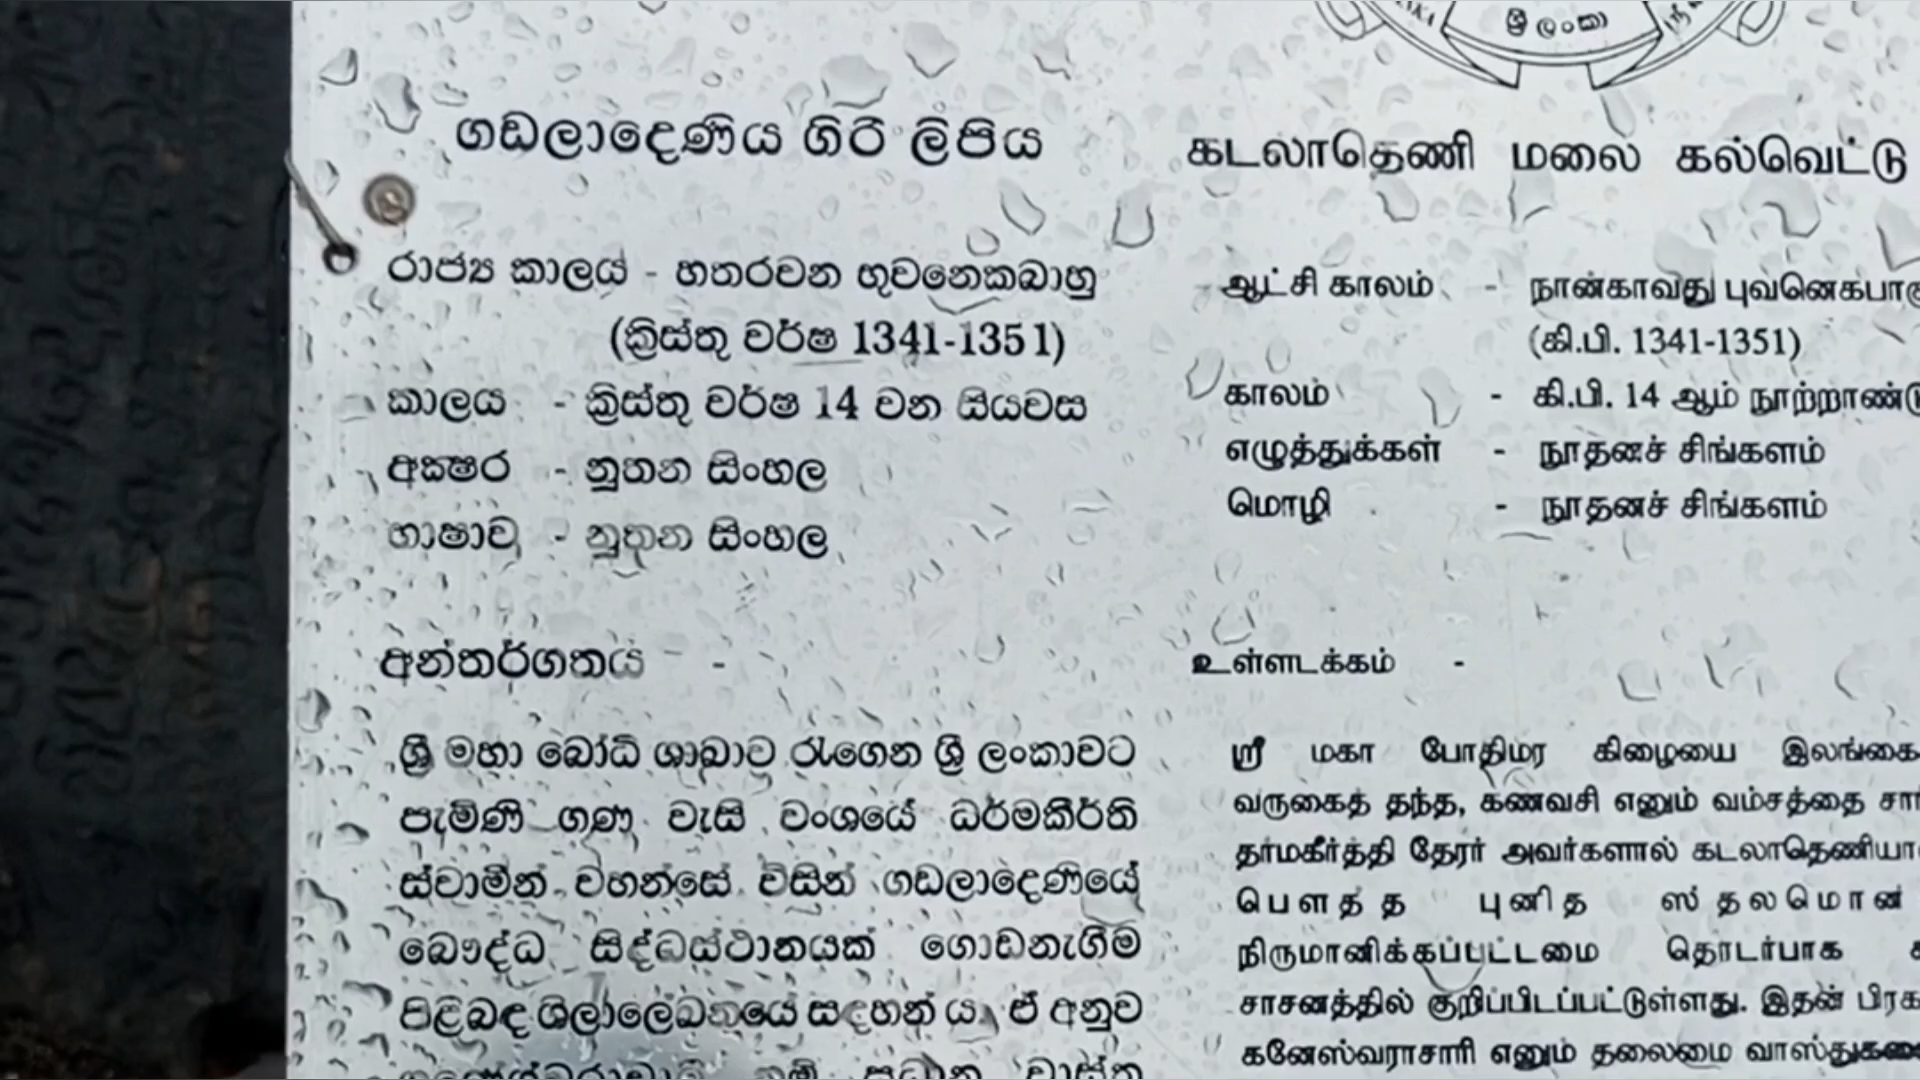 ශ්‍රී ලංකා
ගඩලාදෙණිය ගිරි ලිපිය
රාජ්‍ය කාලය - හතරවන භුවනෙකබාහු
(ක්‍රිස්තු වර්ෂ 1341-1351)
කාලය - ක්‍රිස්තු වර්ෂ 14 වන සියවස
අක්ෂර - නූතන සිංහල
භාෂාව - නූතන සිංහල
අන්තර්ගතය -
ශ්‍රී මහා බෝධි ශාඛාව රැගෙන ශ්‍රී ලංකාවට
පැමිණි ගණ වැසි වංශයේ ධර්මකීර්ති
ස්වාමීන් වහන්සේ විසින් ගඩලාදෙණියේ
බෞද්ධ සිද්ධස්ථානයක් ගොඩනැගීම
පිළිබඳ ශිලාලේඛනයේ සඳහන් ය. ඒ අනුව
கடலாதெணி மலை கல்வெட்டு
ஆட்சி காலம் - நான்காவது
(கி.பி. 1341-1351)
காலம் - கி.பி. 14 ஆம் நூற்றாண்டு
எழுத்துக்கள் - நூதனச் சிங்களம்
மொழி - நூதனச் சிங்களம்
உள்ளடக்கம் -
ஸ்ரீ மகா போதிமர கிழையை
வருகைத் தந்த, கணவசி எனும் வம்சத்தை
தர்மகீர்த்தி தேரர் அவர்களால்
பௌத்த புனித ஸ்தலமொன்
நிருமானிக்கப்பட்டமை தொடர்பாக
சாசனத்தில் குறிப்பிடப்பட்டுள்ளது. இதன்
கனேஸ்வராசாரி எனும் தலைமை